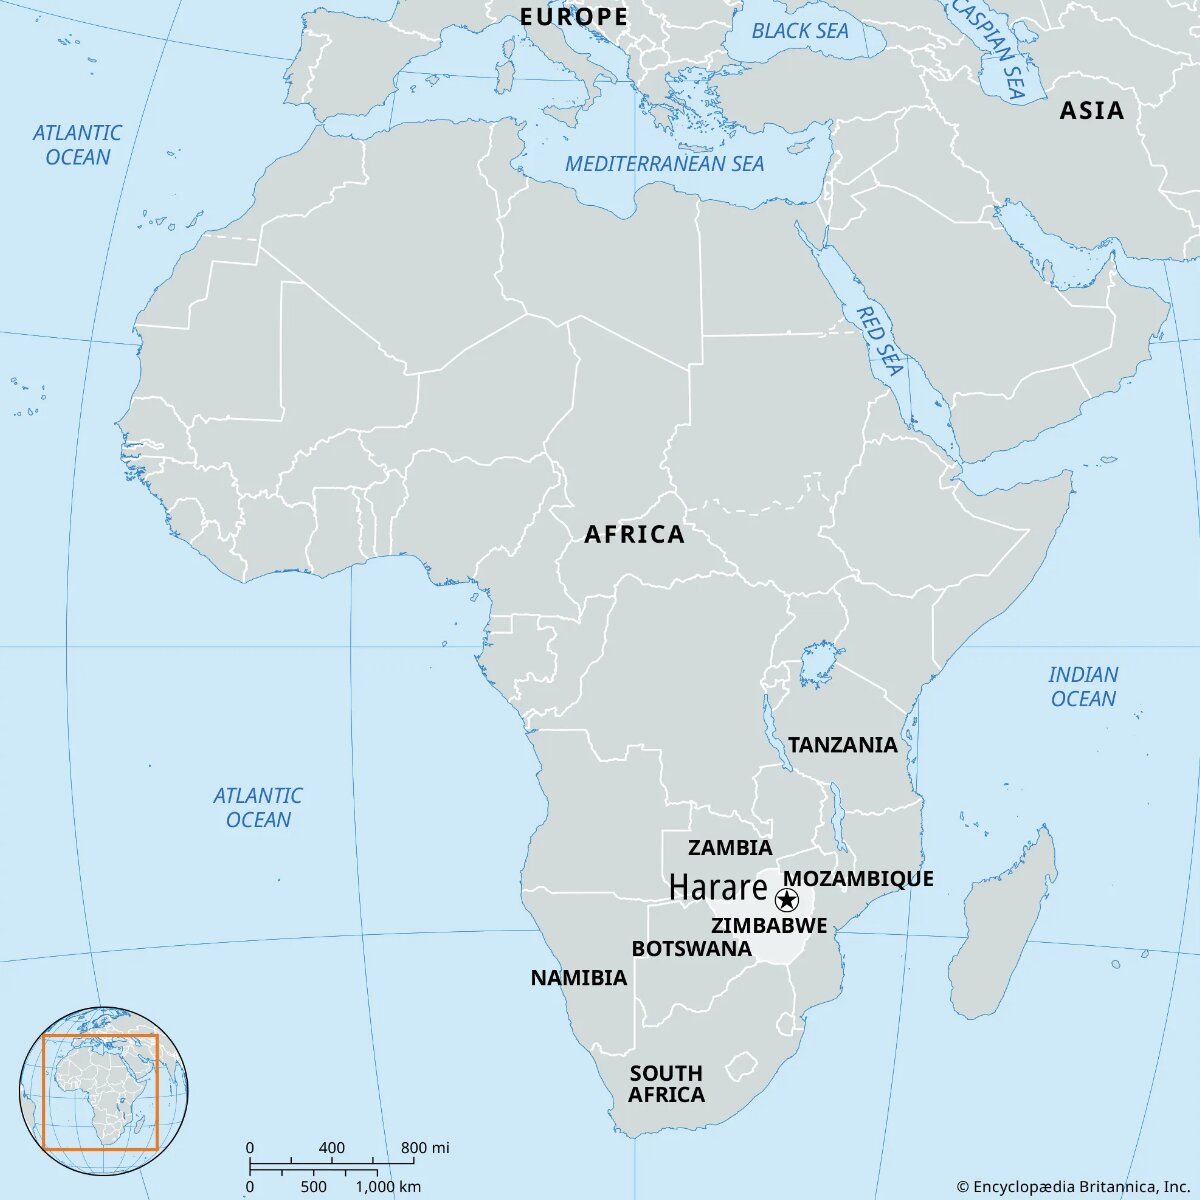 EUROPE
BLACK SEA
CASPIAN SEA
ASIA
ATLANTIC
OCEAN
MEDITERRANEAN SEA
RED SEA
AFRICA
INDIAN
OCEAN
TANZANIA
ATLANTIC
OCEAN
ZAMBIA
MOZAMBIQUE
Harare
ZIMBABWE
BOTSWANA
NAMIBIA
SOUTH
AFRICA
0 400 800 mi
0 500 1,000 km
© Encyclopædia Britannica, Inc.